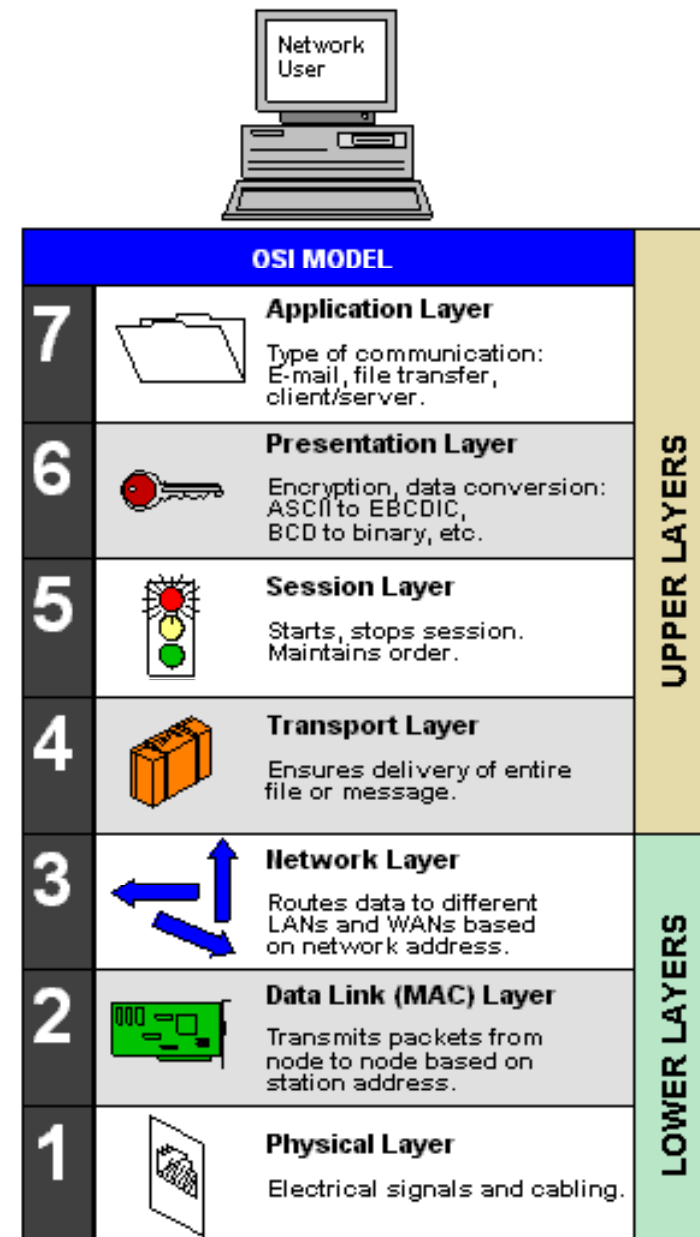 Network
User
OSI MODEL
7
Application Layer
Type of communication:
E-mail, file transfer,
client/server.
6
Presentation Layer
Encryption, data conversion:
ASCII to EBCDIC,
BCD to binary, etc.
5
Session Layer
Starts, stops session.
Maintains order.
4
Transport Layer
Ensures delivery of entire
file or message.
UPPER LAYERS
3
Network Layer
Routes data to different
LANs and WANs based
on network address.
2
Data Link (MAC) Layer
Transmits packets from
node to node based on
station address.
1
Physical Layer
Electrical signals and cabling.
LOWER LAYERS